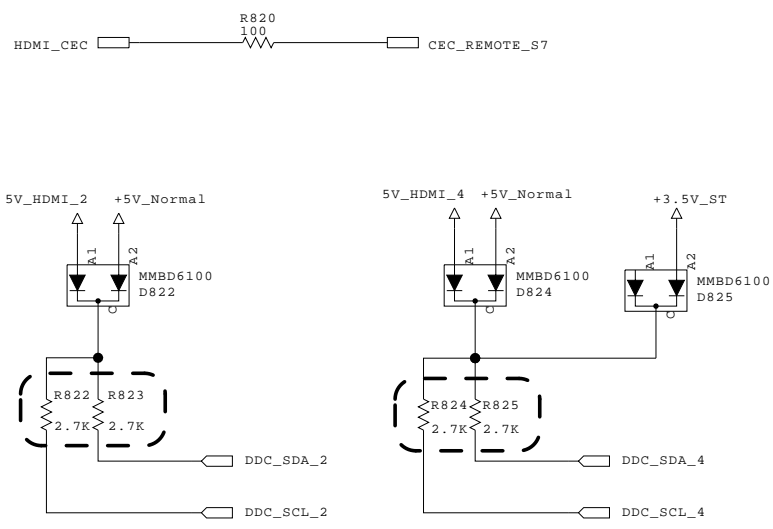 R820
100
HDMI_CEC
CEC_REMOTE_S7
5V_HDMI_2 +5V_Normal
5V_HDMI_4 +5V_Normal
+3.5V_ST
A1 A2
A1 A2
A1 A2
MMBD6100
D822
C
MMBD6100
D824
C
MMBD6100
D825
C
R822 R823
2.7K 2.7K
R824 R825
2.7K 2.7K
DDC_SDA_2
DDC_SDA_4
DDC_SCL_2
DDC_SCL_4